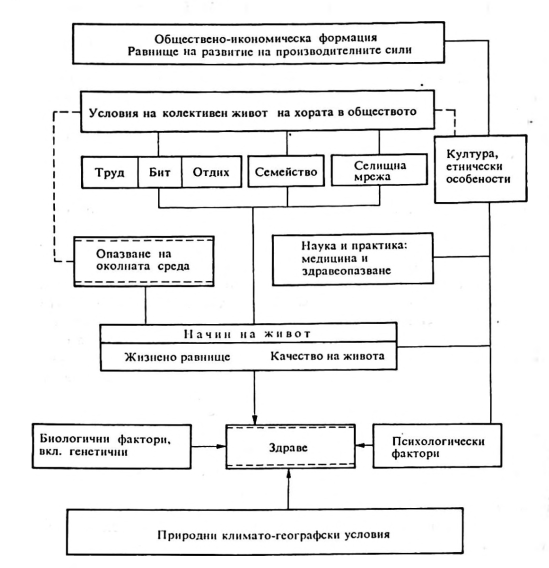 Обществено-икономическа формация
Равнище на развитие на производителните сили
Условия на колективен живот на хората в обществото
Труд
Бит
Отдих
Семейство
Селищна
мрежа
Култура,
етнически
особености
Опазване на
околната среда
Наука и практика:
медицина и
здравеопазване
Начин на живот
Жизнено равнище
Качество на живота
Биологични фактори,
вкл. генетични
Здраве
Психологически
фактори
Природни климато-географски условия